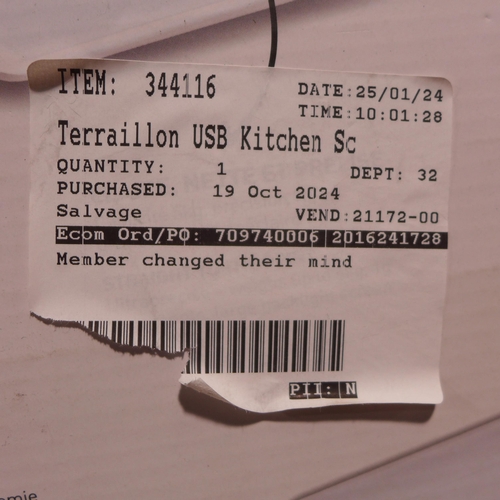 ITEM: 344116
DATE:25/01/24
TIME:10:01:28
Terraillon USB Kitchen Sc
QUANTITY: 1
DEPT: 32
PURCHASED: 19 Oct 2024
Salvage VEND:21172-00
Ecom Ord/PO: 709740006 2016241728
Member changed their mind
PII: N